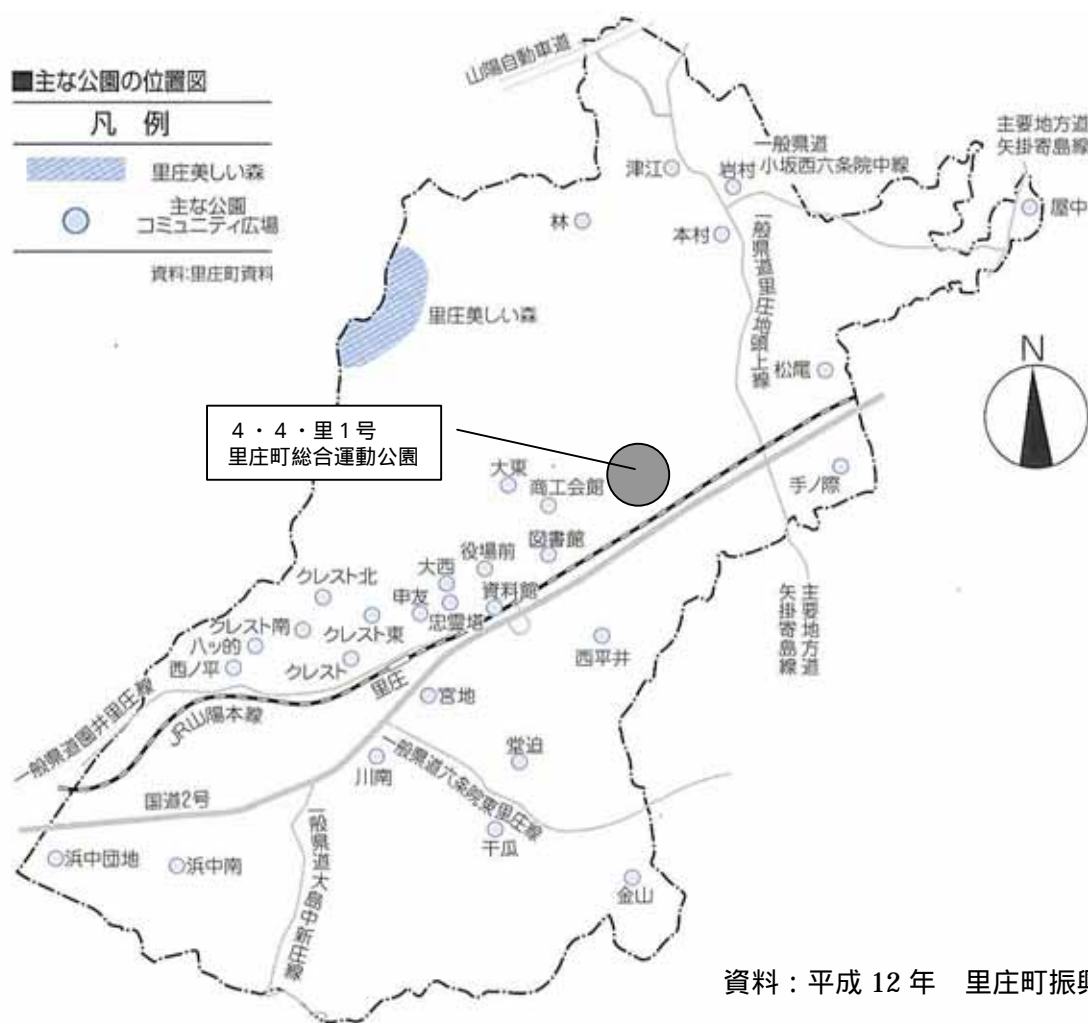 ■主な公園の位置図
凡 例
里庄美しい森
主な公園
コミュニティ広場
資料:里庄町資料
山陽自動車道
主要地方道
矢掛寄島線
一般県道
小坂西六条院中線
津江
岩村
屋中
林
本村
一般県道里庄地頭上線
里庄美しい森
松尾
N
4・4・里1号
里庄町総合運動公園
大東
商工会館
手ノ際
図書館
役場前
大西
クレスト北
申友
資料館
忠霊塔
クレスト南
クレスト東
八ッ的
西ノ平
クレスト
西平井
主要地方道
矢掛寄島線
里庄
宮地
一般県道園井里庄線
JR山陽本線
川南
堂迫
一般県道六条院東里庄線
国道2号
干瓜
浜中団地
浜中南
一般県道大島中新庄線
金山
資料：平成 12 年　里庄町振